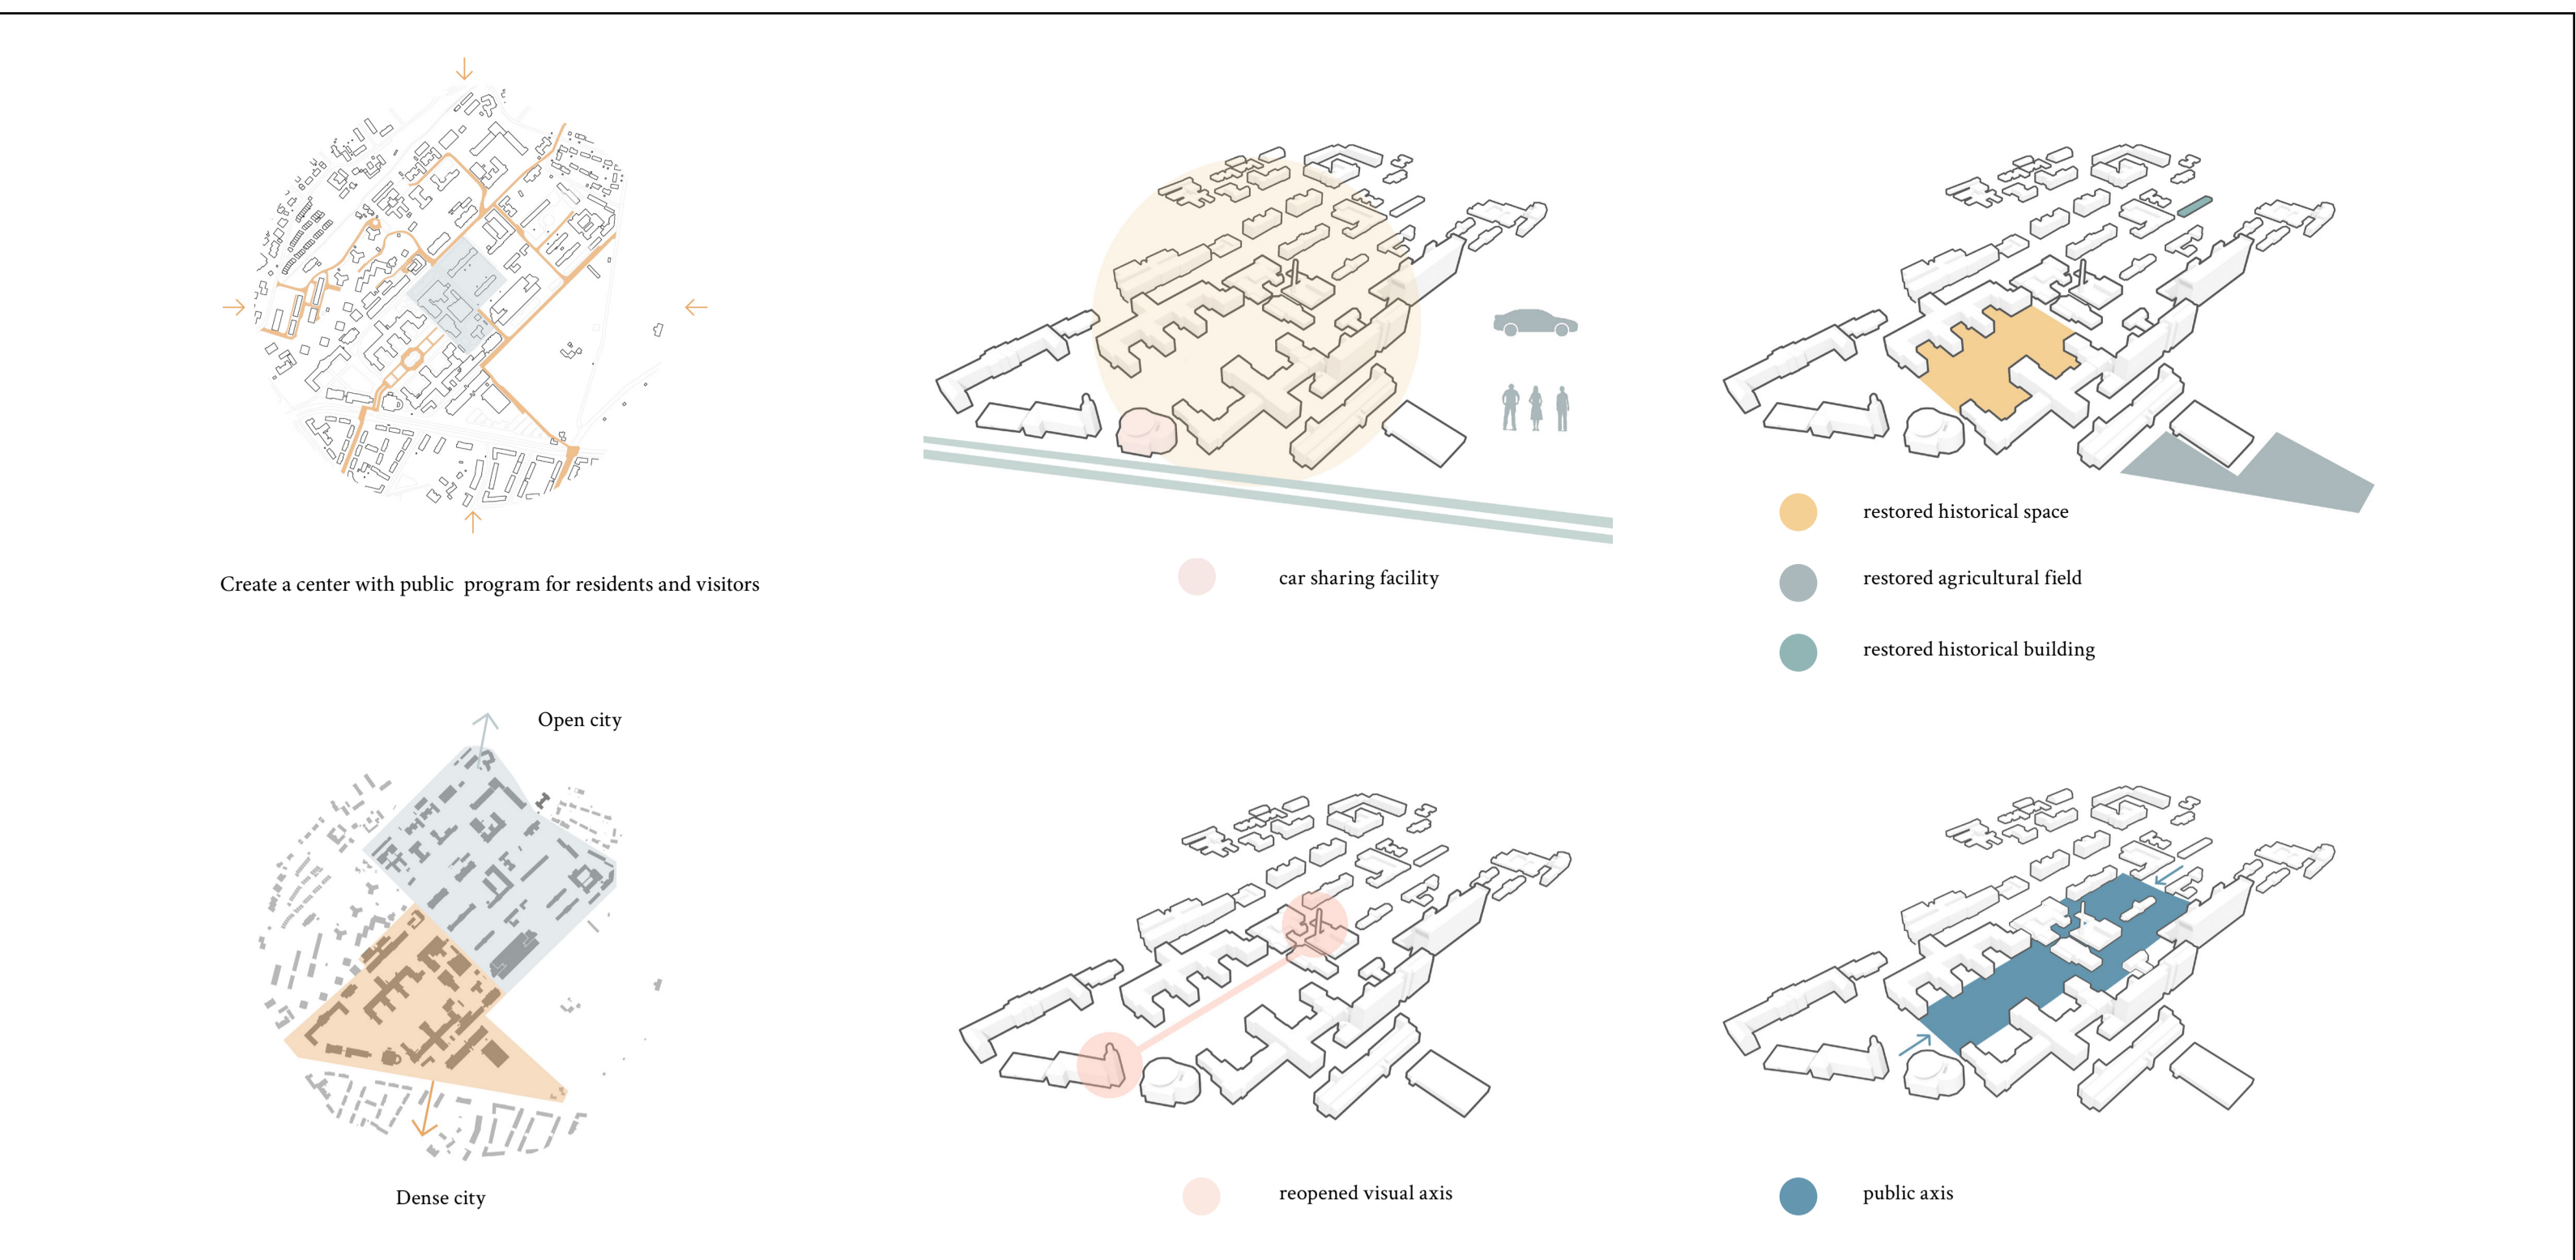 Create a center with public  program for residents and visitors
car sharing facility
restored historical space
restored agricultural field
restored historical building
Open city
Dense city
reopened visual axis
public axis